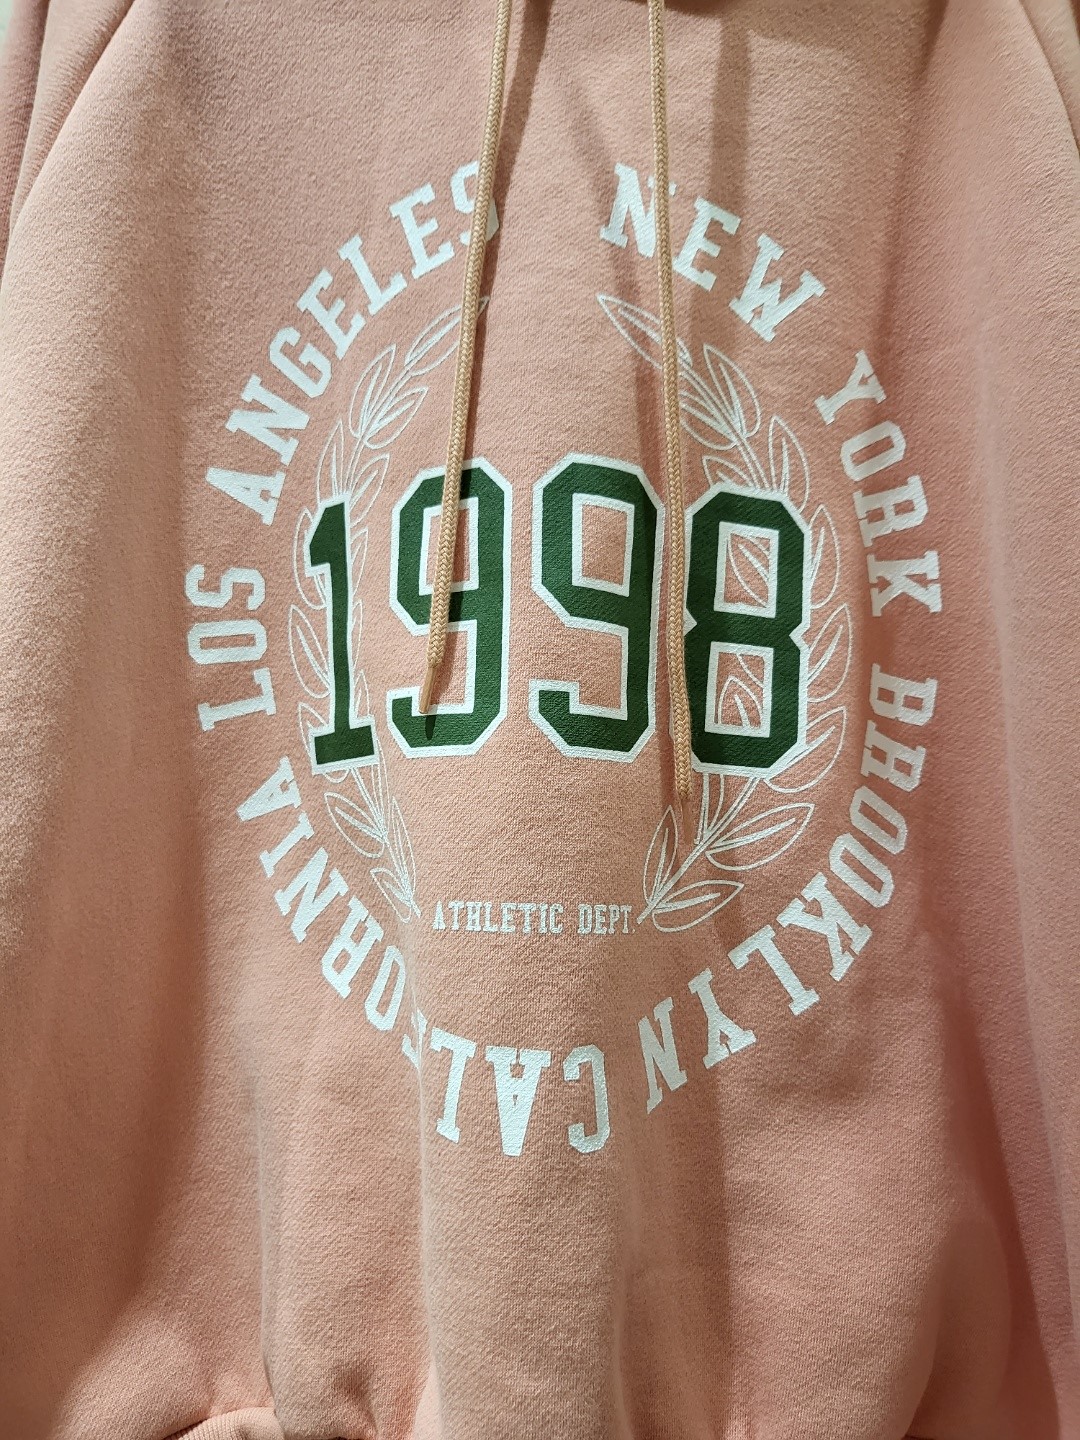 NEW YORK BROOKLYN CALIFORNIA LOS ANGELES
1998
ATHLETIC DEPT.